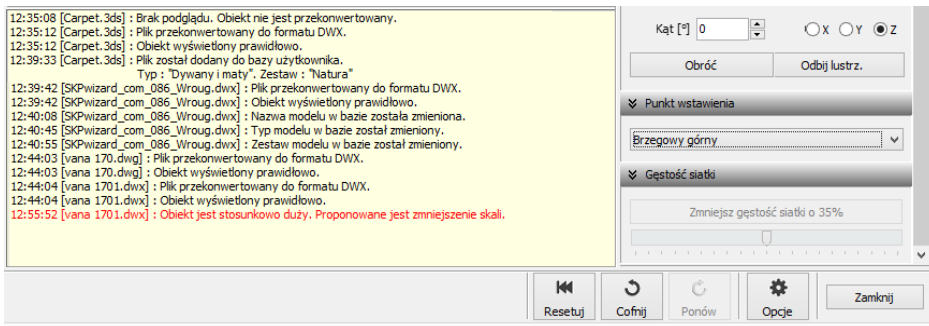 12:35:08 [Carpet.3ds] : Brak podglądu. Obiekt nie jest przekonwertowany.
12:35:12 [Carpet.3ds] : Plik przekonwertowany do formatu DWX.
12:35:12 [Carpet.3ds] : Obiekt wyświetlony prawidłowo.
12:39:33 [Carpet.3ds] : Plik został dodany do bazy użytkownika.
Typ : "Dywany i maty". Zestaw : "Natura"
12:39:42 [SKPwizard_com_086_Wroug.dwx] : Plik przekonwertowany do formatu DWX.
12:39:42 [SKPwizard_com_086_Wroug.dwx] : Obiekt wyświetlony prawidłowo.
12:40:08 [SKPwizard_com_086_Wroug.dwx] : Nazwa modelu w bazie została zmieniona.
12:40:45 [SKPwizard_com_086_Wroug.dwx] : Typ modelu w bazie został zmieniony.
12:40:55 [SKPwizard_com_086_Wroug.dwx] : Zestaw modelu w bazie został zmieniony.
12:44:03 [vana 170.dwg] : Plik przekonwertowany do formatu DWX.
12:44:03 [vana 170.dwg] : Obiekt wyświetlony prawidłowo.
12:44:04 [vana 1701.dwx] : Plik przekonwertowany do formatu DWX.
12:44:04 [vana 1701.dwx] : Obiekt wyświetlony prawidłowo.
12:55:52 [vana 1701.dwx] : Obiekt jest stosunkowo duży. Proponowane jest zmniejszenie skali.
Kąt [°] 0 X Y Z
Obróć Odbij lustrz.
Punkt wstawienia
Brzegowy górny
Gęstość siatki
Zmniejsz gęstość siatki o 35%
Resetuj Cofnij Ponów Opcje Zamknij